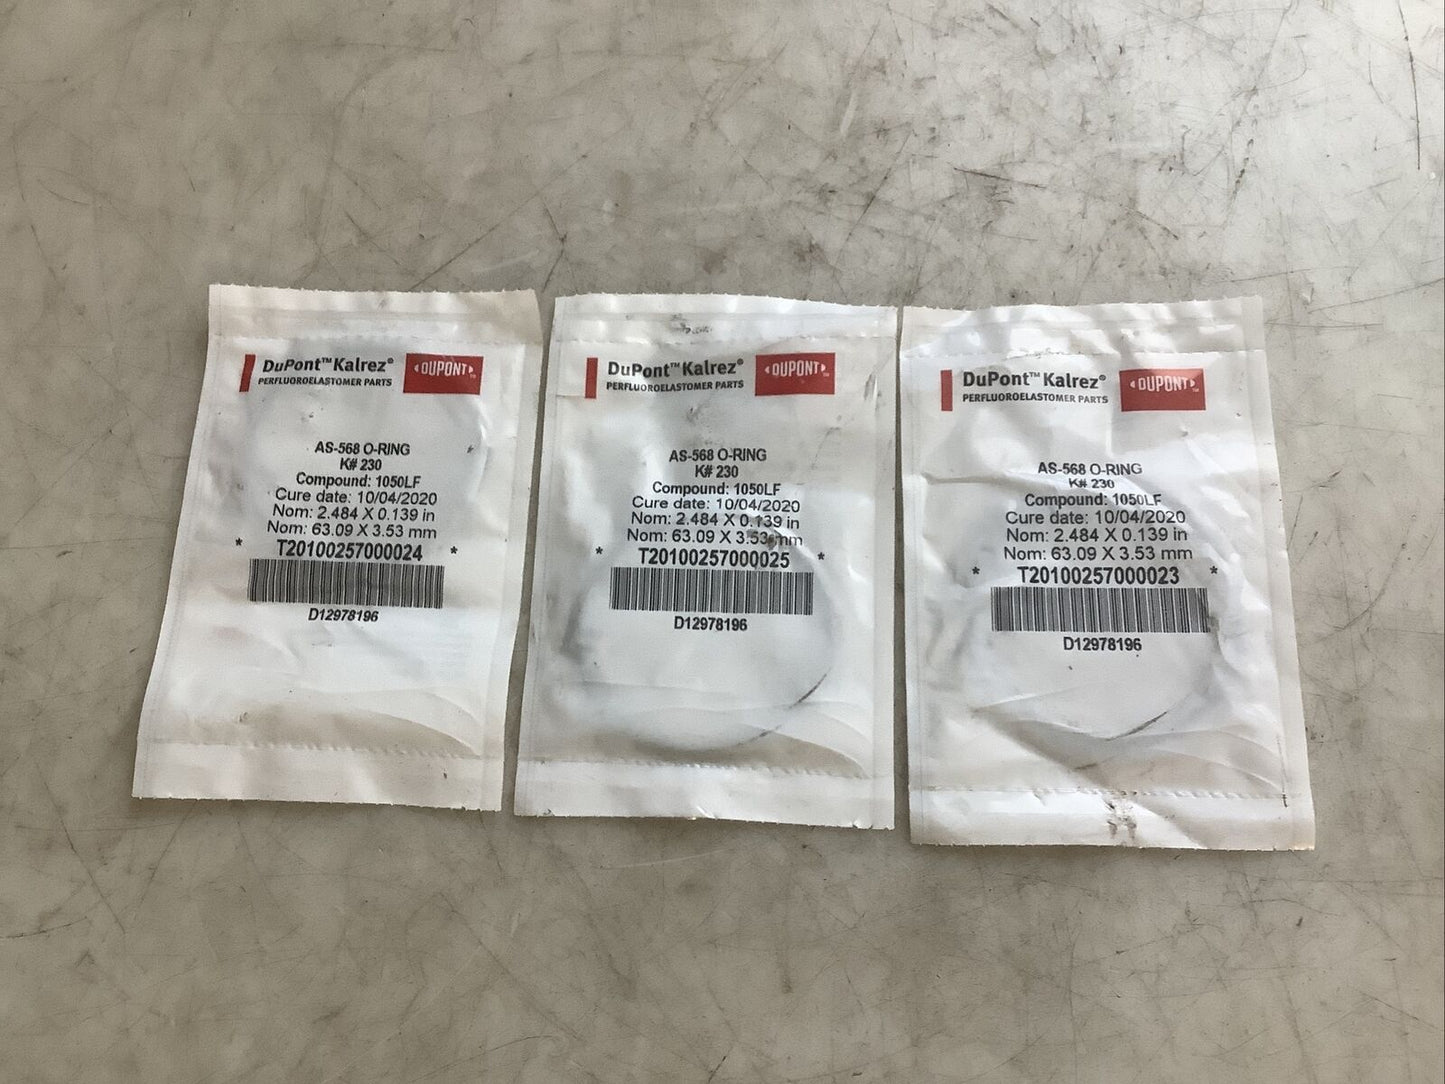 DuPont™ Kalrez®
PERFLUOROELASTOMER PARTS
DUPONT™
AS-568 O-RING
K# 230
Compound: 1050LF
Cure date: 10/04/2020
Nom: 2.484 X 0.139 in
Nom: 63.09 X 3.53 mm
* T20100257000024 *
D12978196
DuPont™ Kalrez®
PERFLUOROELASTOMER PARTS
DUPONT™
AS-568 O-RING
K# 230
Compound: 1050LF
Cure date: 10/04/2020
Nom: 2.484 X 0.139 in
Nom: 63.09 X 3.53 mm
* T20100257000025 *
D12978196
DuPont™ Kalrez®
PERFLUOROELASTOMER PARTS
DUPONT™
AS-568 O-RING
K# 230
Compound: 1050LF
Cure date: 10/04/2020
Nom: 2.484 X 0.139 in
Nom: 63.09 X 3.53 mm
* T20100257000023 *
D12978196